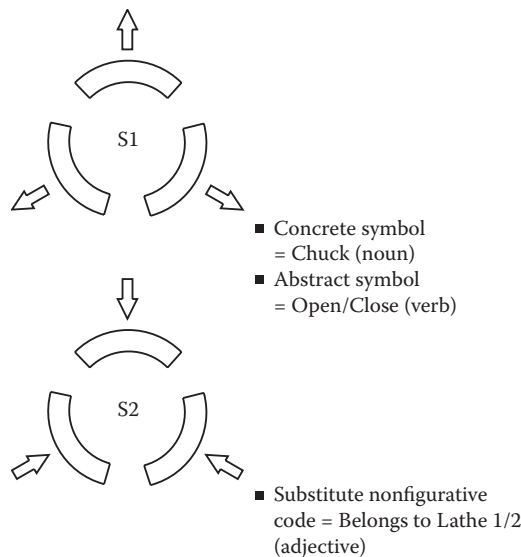 S1
■ Concrete symbol
= Chuck (noun)
■ Abstract symbol
= Open/Close (verb)
S2
■ Substitute nonfigurative
code = Belongs to Lathe 1/2
(adjective)